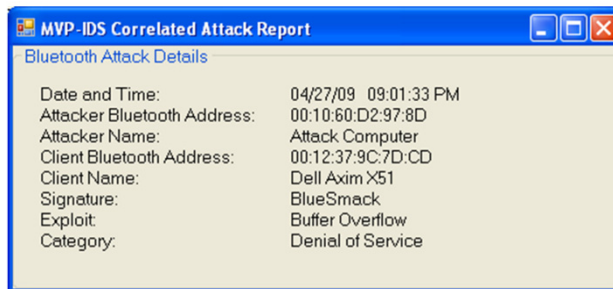 MVP-IDS Correlated Attack Report
Bluetooth Attack Details
Date and Time: 04/27/09 09:01:33 PM
Attacker Bluetooth Address: 00:10:60:D2:97:8D
Attacker Name: Attack Computer
Client Bluetooth Address: 00:12:37:9C:7D:CD
Client Name: Dell Axim X51
Signature: BlueSmack
Exploit: Buffer Overflow
Category: Denial of Service